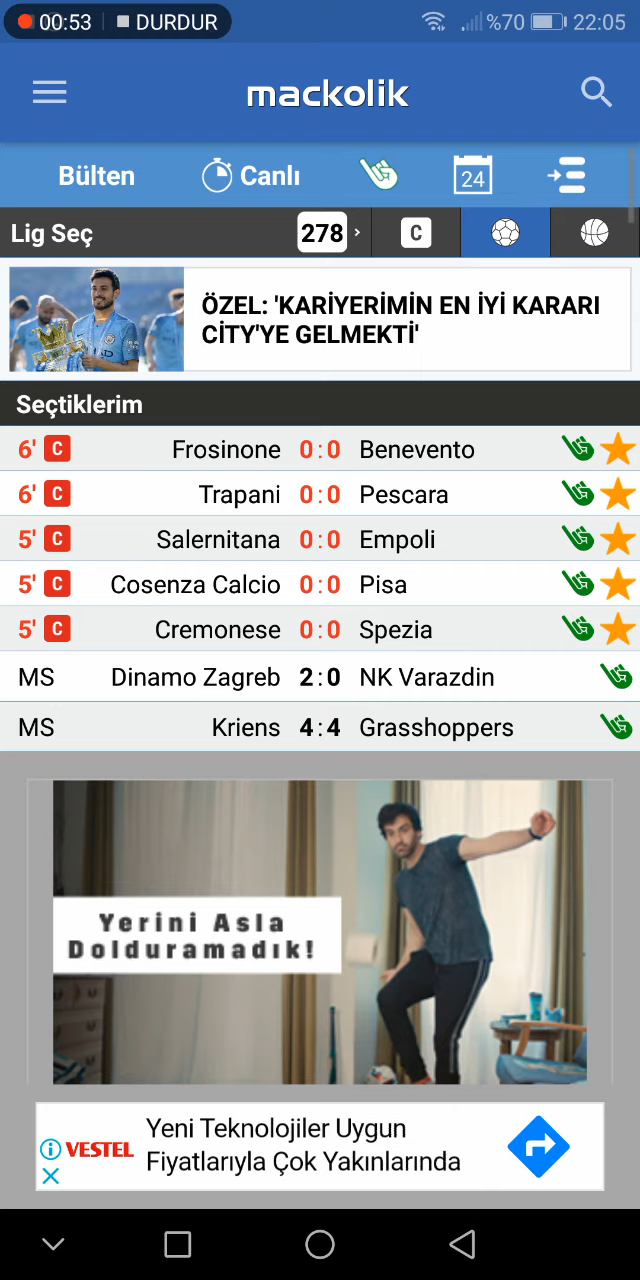 00:53 DURDUR %70 22:05
mackolik
Bülten Canlı 24
Lig Seç 278 C
ÖZEL: 'KARİYERİMİN EN İYİ KARARI
CİTY'YE GELMEKTİ'
Seçtiklerim
6' C Frosinone 0:0 Benevento
6' C Trapani 0:0 Pescara
5' C Salernitana 0:0 Empoli
5' C Cosenza Calcio 0:0 Pisa
5' C Cremonese 0:0 Spezia
MS Dinamo Zagreb 2:0 NK Varazdin
MS Kriens 4:4 Grasshoppers
Yerini Asla
Dolduramadık!
VESTEL
Yeni Teknolojiler Uygun
Fiyatlarıyla Çok Yakınlarında